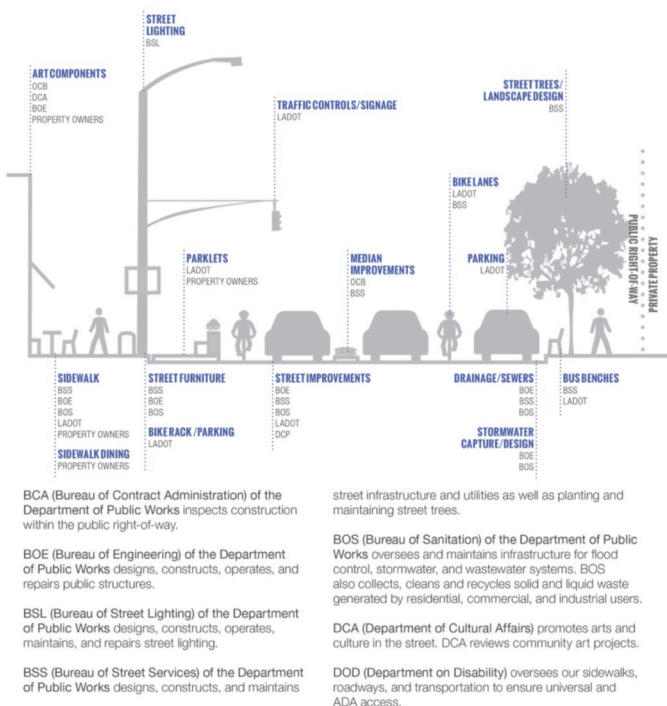 STREET
LIGHTING
BSL
ART COMPONENTS
OCB
DCA
BOE
PROPERTY OWNERS
TRAFFIC CONTROLS/SIGNAGE
LADOT
STREET TREES/
LANDSCAPE DESIGN
BSS
BIKE LANES
LADOT
BSS
PARKLETS
LADOT
PROPERTY OWNERS
MEDIAN
IMPROVEMENTS
OCB
BSS
PARKING
LADOT
PUBLIC RIGHT-OF-WAY
PRIVATE PROPERTY
SIDEWALK
BSS
BOE
BOS
LADOT
PROPERTY OWNERS
SIDEWALK DINING
PROPERTY OWNERS
STREET FURNITURE
BSS
BOE
BOS
BIKE RACK / PARKING
LADOT
STREET IMPROVEMENTS
BOE
BSS
BOS
LADOT
DCP
DRAINAGE/SEWERS
BOE
BSS
BOS
STORMWATER
CAPTURE/DESIGN
BOE
BOS
BUS BENCHES
BSS
LADOT
BCA (Bureau of Contract Administration) of the
Department of Public Works inspects construction
within the public right-of-way.
BOE (Bureau of Engineering) of the Department
of Public Works designs, constructs, operates, and
repairs public structures.
BSL (Bureau of Street Lighting) of the Department
of Public Works designs, constructs, operates,
maintains, and repairs street lighting.
BSS (Bureau of Street Services) of the Department
of Public Works designs, constructs, and maintains
street infrastructure and utilities as well as planting and
maintaining street trees.
BOS (Bureau of Sanitation) of the Department of Public
Works oversees and maintains infrastructure for flood
control, stormwater, and wastewater systems. BOS
also collects, cleans and recycles solid and liquid waste
generated by residential, commercial, and industrial users.
DCA (Department of Cultural Affairs) promotes arts and
culture in the street. DCA reviews community art projects.
DOD (Department on Disability) oversees our sidewalks,
roadways, and transportation to ensure universal and
ADA access.